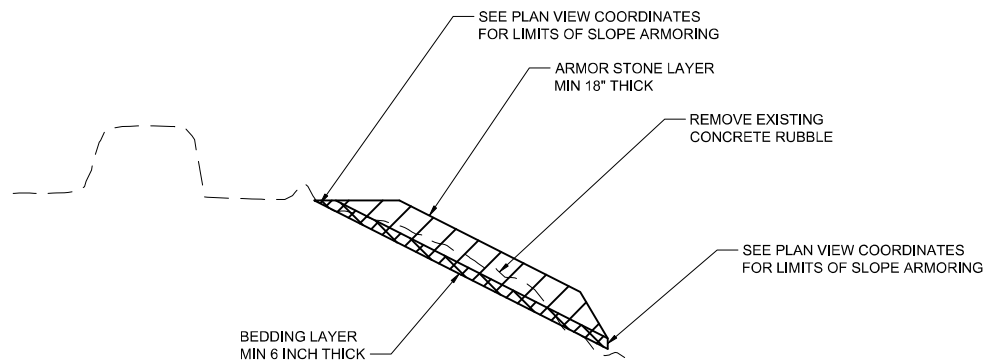 SEE PLAN VIEW COORDINATES
FOR LIMITS OF SLOPE ARMORING
ARMOR STONE LAYER
MIN 18" THICK
REMOVE EXISTING
CONCRETE RUBBLE
SEE PLAN VIEW COORDINATES
FOR LIMITS OF SLOPE ARMORING
BEDDING LAYER
MIN 6 INCH THICK